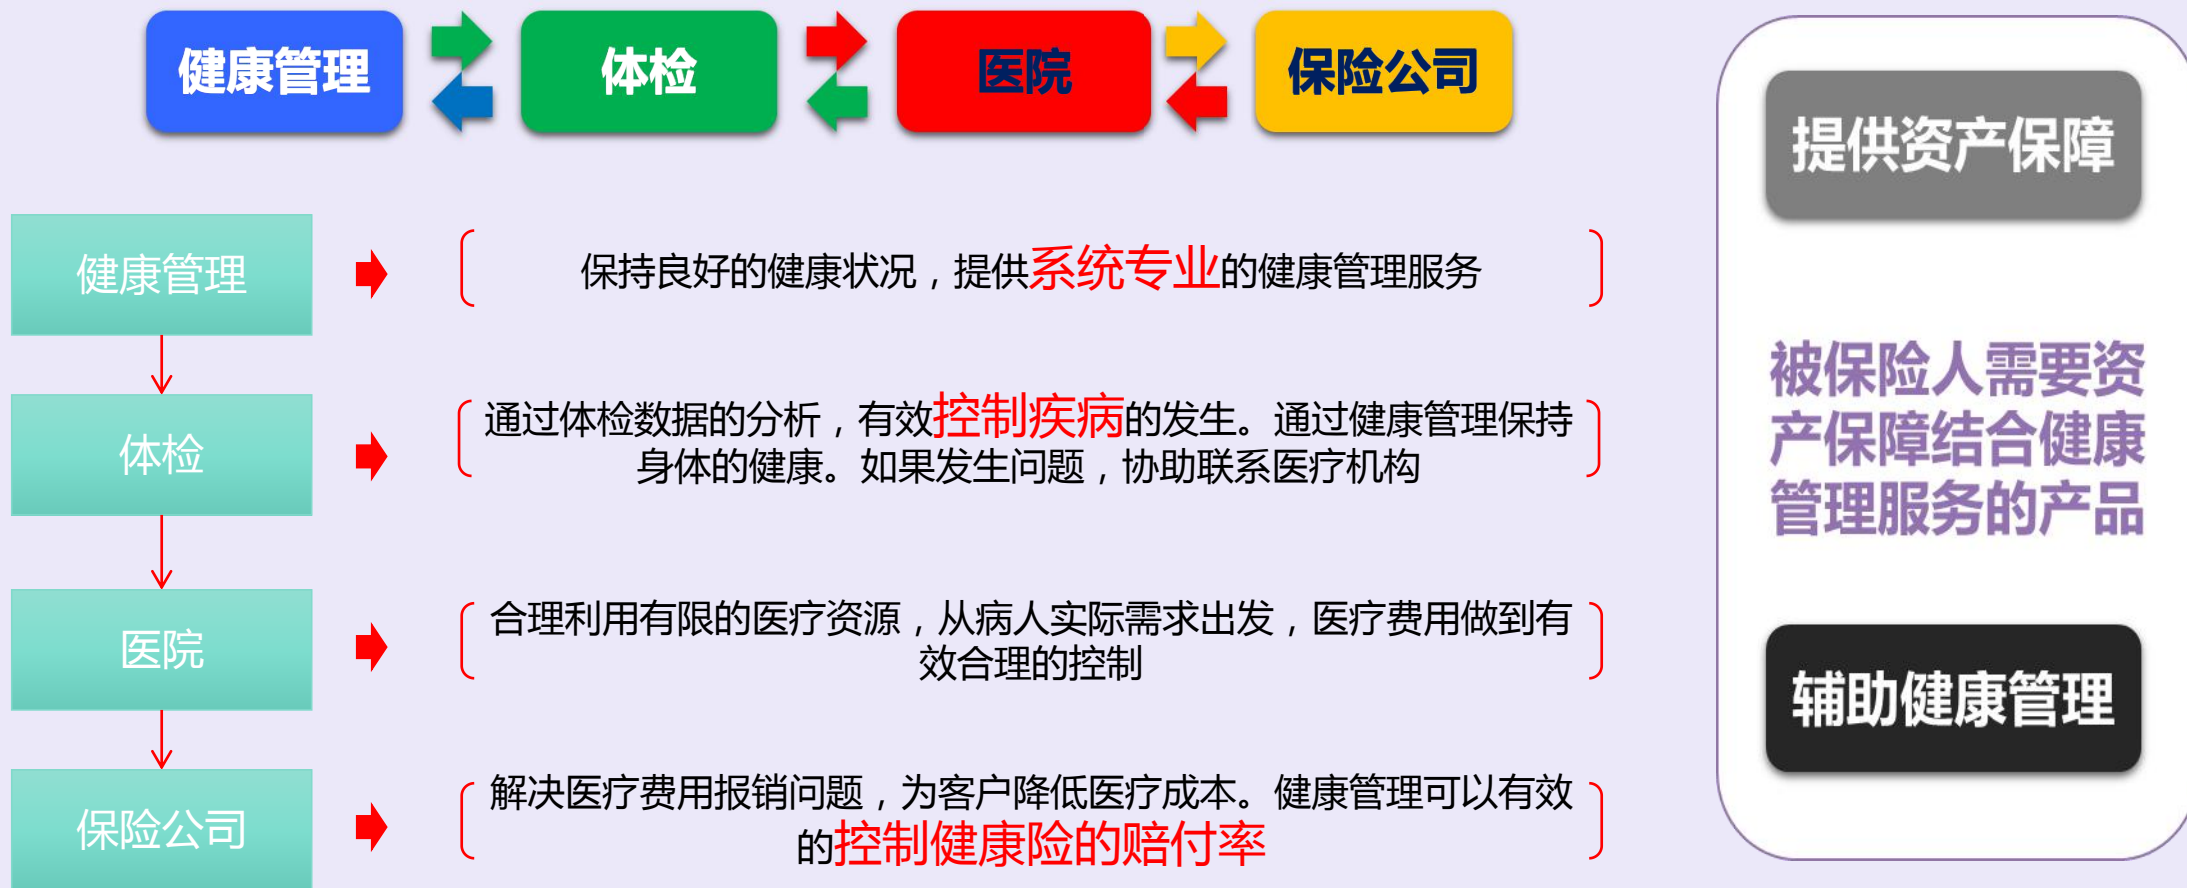 健康管理
体检
医院
保险公司
健康管理
保持良好的健康状况，提供系统专业的健康管理服务
体检
通过体检数据的分析，有效控制疾病的发生。通过健康管理保持
身体的健康。如果发生问题，协助联系医疗机构
医院
合理利用有限的医疗资源，从病人实际需求出发，医疗费用做到有
效合理的控制
保险公司
解决医疗费用报销问题，为客户降低医疗成本。健康管理可以有效
的控制健康险的赔付率
提供资产保障
被保险人需要资
产保障结合健康
管理服务的产品
辅助健康管理